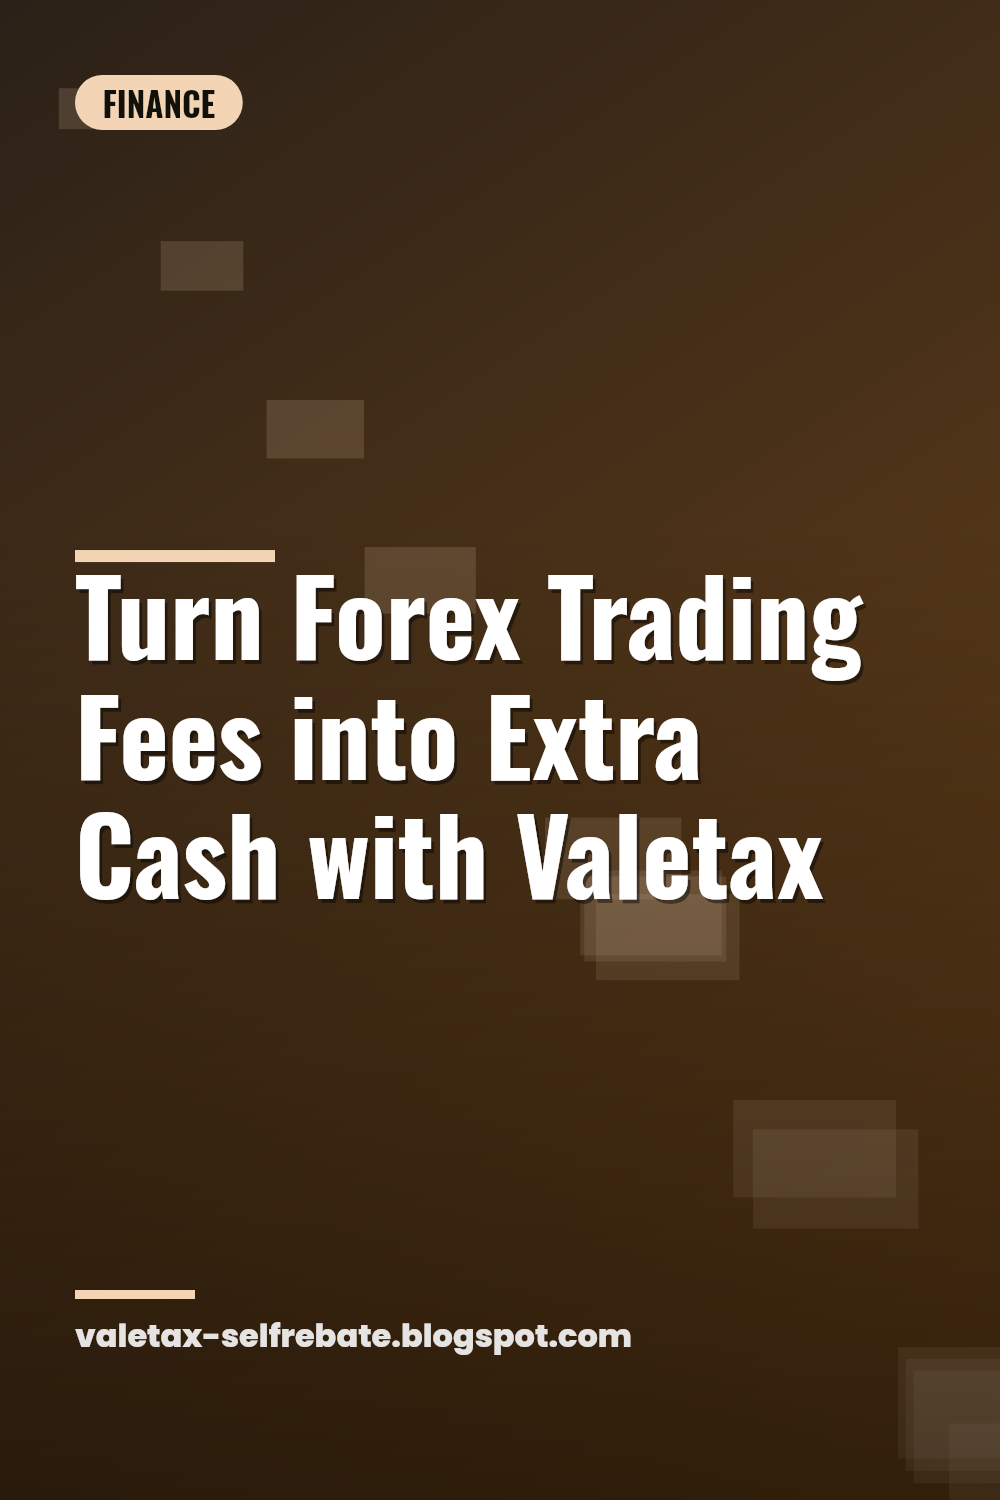 FINANCE
Turn Forex Trading
Fees into Extra
Cash with Valetax
valetax-selfrebate.blogspot.com